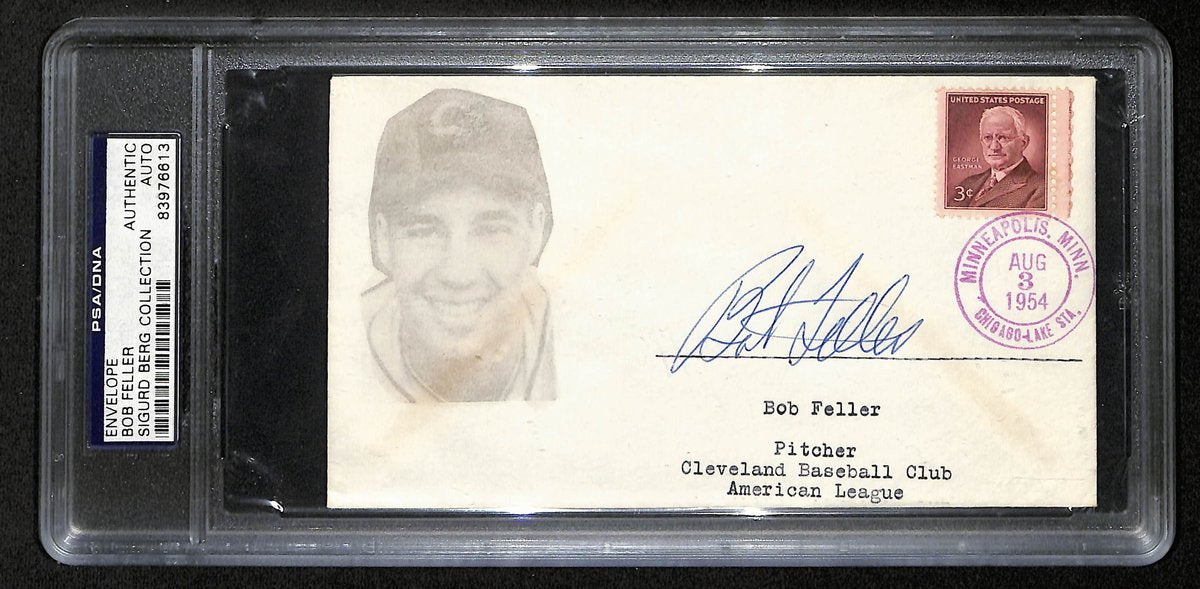 PSA/DNA
ENVELOPE
BOB FELLER
SIGURD BERG COLLECTION
AUTHENTIC
AUTO
83976613
C
UNITED STATES POSTAGE
GEORGE
EASTMAN
3¢
MINNEAPOLIS, MINN.
AUG
3
1954
CHICAGO-LAKE STA.
Bob Feller
Bob Feller
Pitcher
Cleveland Baseball Club
American League